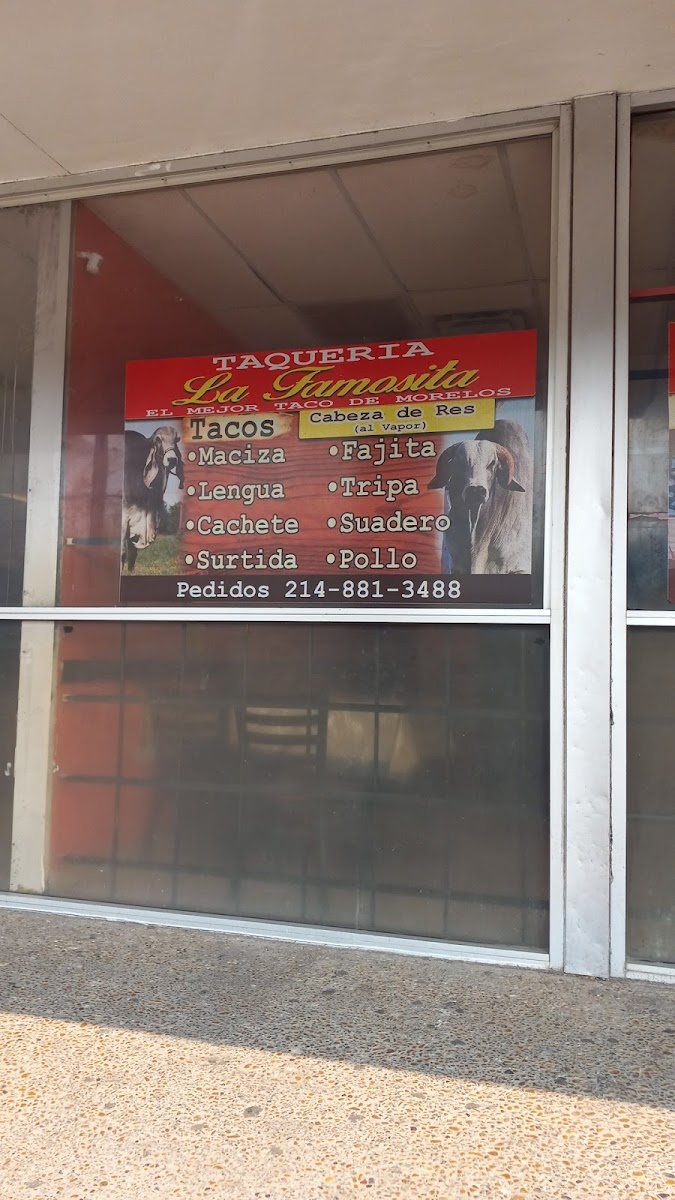 TAQUERIA
La Famosita
EL MEJOR TACO DE MORELOS
Tacos
Cabeza de Res
(al Vapor)
•Maciza
•Fajita
•Lengua
•Tripa
•Cachete
•Suadero
•Surtida
•Pollo
Pedidos 214-881-3488